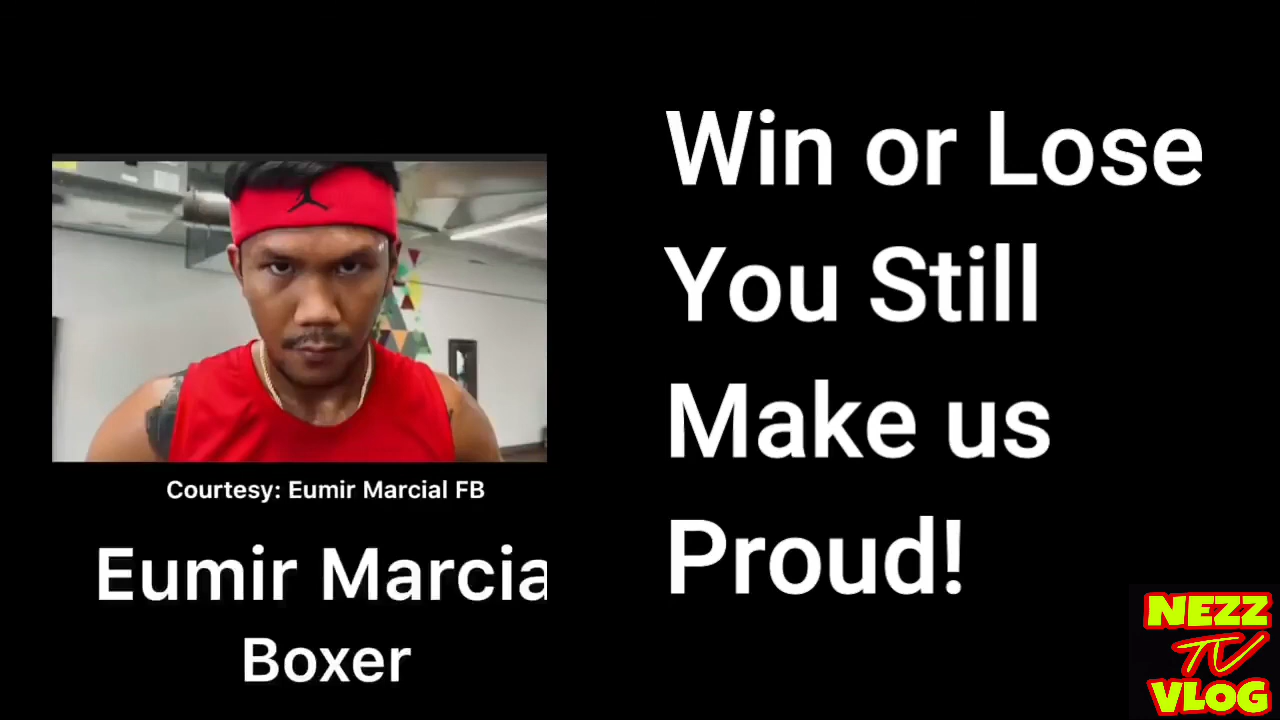 Win or Lose
You Still
Make us
Proud!
Courtesy: Eumir Marcial FB
Eumir Marcia
Boxer
NEZZ
TV
VLOG